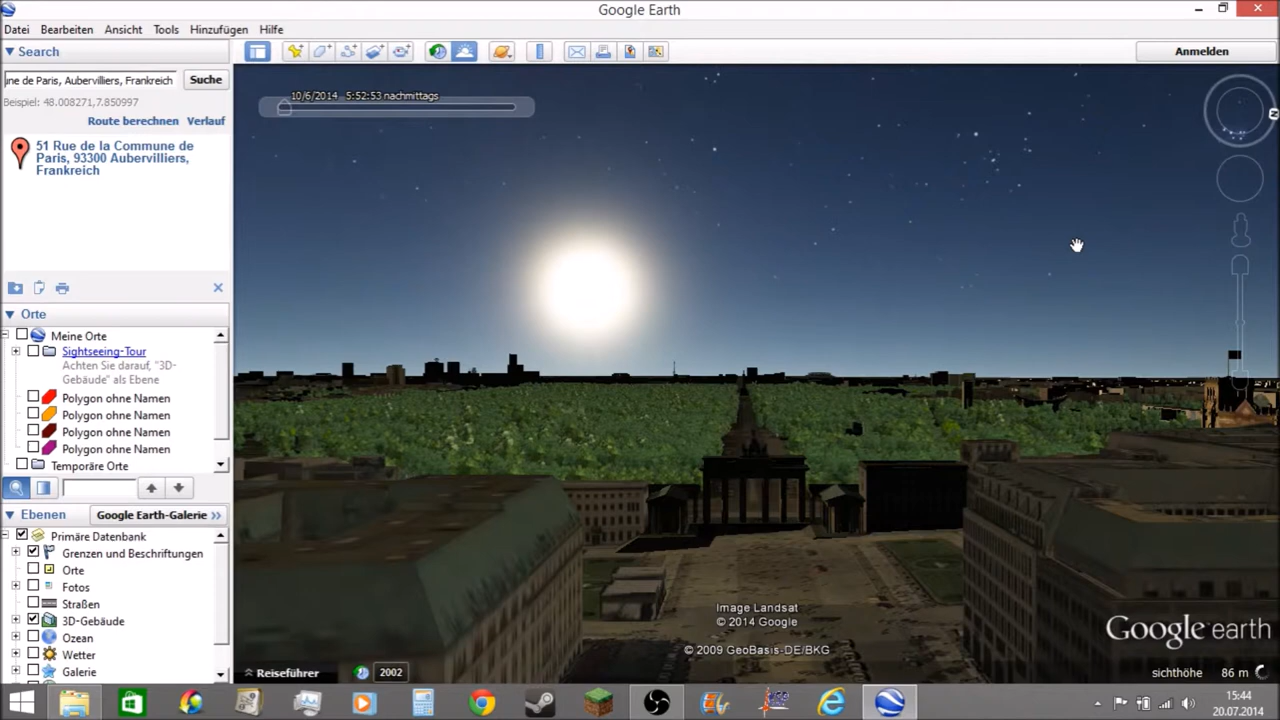 Google Earth
Datei Bearbeiten Ansicht Tools Hinzufügen Hilfe
Search
Anmelden
une de Paris, Aubervilliers, Frankreich Suche
Beispiel: 48.008271,7.850997
Route berechnen Verlauf
51 Rue de la Commune de
Paris, 93300 Aubervilliers,
Frankreich
10/6/2014 5:52:53 nachmittags
N
Orte
Meine Orte
Sightseeing-Tour
Achten Sie darauf, "3D-
Gebäude" als Ebene
Polygon ohne Namen
Polygon ohne Namen
Polygon ohne Namen
Polygon ohne Namen
Temporäre Orte
Ebenen Google Earth-Galerie >>
Primäre Datenbank
Grenzen und Beschriftungen
Orte
Fotos
Straßen
3D-Gebäude
Ozean
Wetter
Galerie
Image Landsat
© 2014 Google
© 2009 GeoBasis-DE/BKG
Google earth
Reiseführer 2002
sichthöhe 86 m
15:44
20.07.2014